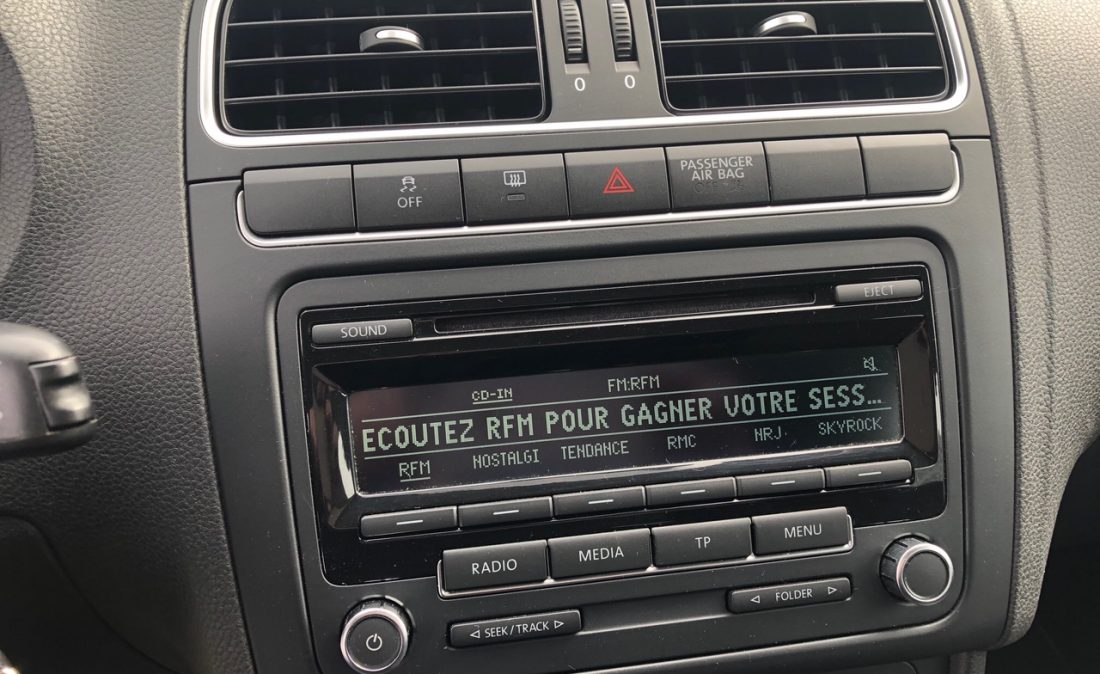 0 0
OFF
PASSENGER
AIR BAG
SOUND
EJECT
CD-IN FM:RFM
ECOUTEZ RFM POUR GAGNER VOTRE SESS...
RFM NOSTALGI TENDANCE RMC NRJ. SKYROCK
RADIO MEDIA TP MENU
SEEK/TRACK
FOLDER